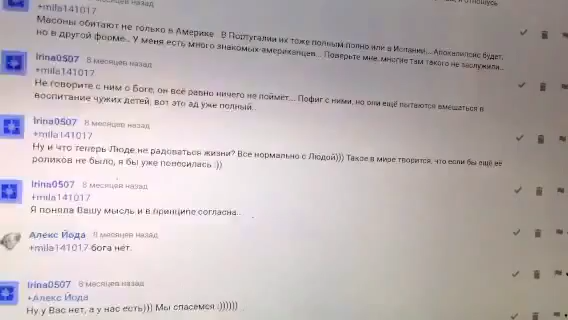 +mila141017
Масоны обитают не только в Америке. В Португалии их тоже полным полно или в Испании,...Апокалипсис будет,
но в другой форме.. У меня есть много знакомых американцев... Поверьте мне, многие там такого не заслужили...
Irina0507 8 месяцев назад
+mila141017
Не говорите с ним о Боге, он всё равно ничего не поймёт... Пофиг с ними, но они ещё пытаются вмешаться в
воспитание чужих детей, вот это ад уже полный..
Irina0507 8 месяцев назад
+mila141017
Ну и что теперь Люде не радоваться жизни? Все нормально с Людой))) Такое в мире творится, что если бы ещё её
роликов не было, я бы уже повесилась :))
Irina0507 8 месяцев назад
+mila141017
Я поняла Вашу мысль и в принципе согласна..
Алекс Йода 8 месяцев назад
+mila141017 бога нет.
Irina0507 8 месяцев назад
+Алекс Йода
Ну у Вас нет, а у нас есть))) Мы спасемся :))))))